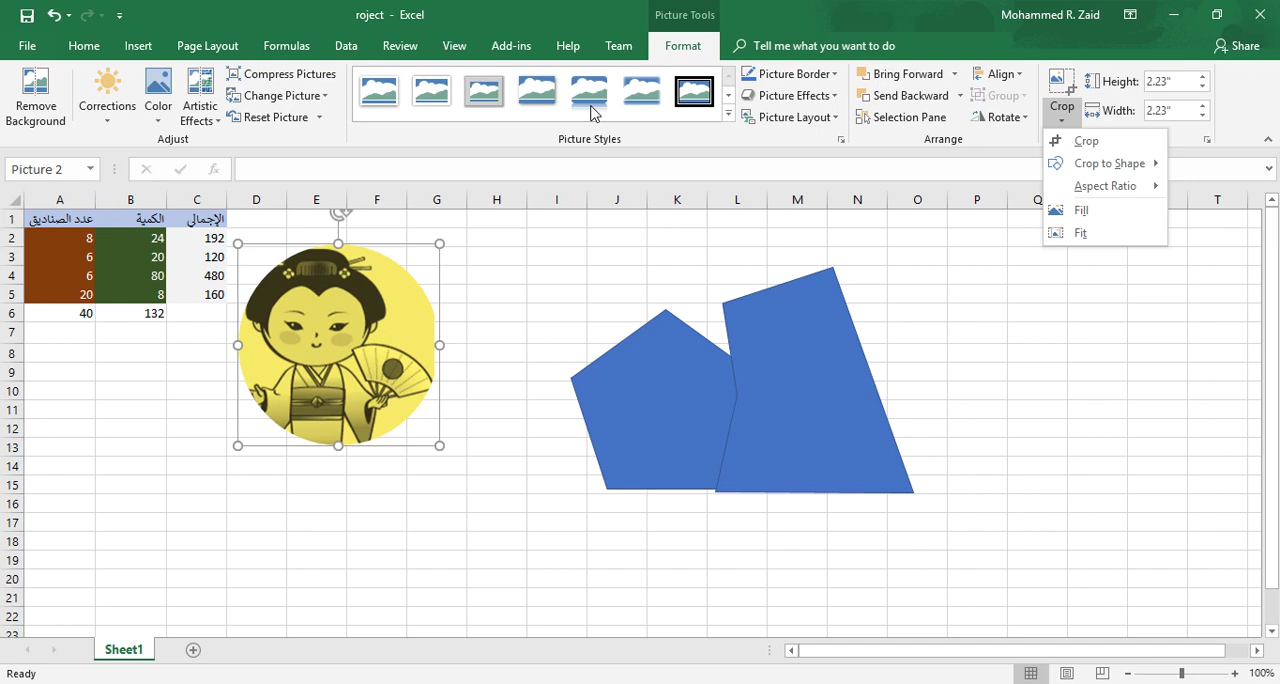 roject - Excel
Picture Tools
Mohammed R. Zaid
File Home Insert Page Layout Formulas Data Review View Add-ins Help Team Format Tell me what you want to do Share
Remove Background
Corrections
Color
Artistic Effects
Compress Pictures
Change Picture
Reset Picture
Adjust
Picture Border
Picture Effects
Picture Layout
Picture Styles
Bring Forward
Send Backward
Selection Pane
Align
Group
Rotate
Arrange
Crop
Height: 2.23"
Width: 2.23"
Crop
Crop to Shape
Aspect Ratio
Fill
Fit
Picture 2
fx
A B C D E F G H I J K L M N O P Q T
1 عدد الصناديق الكمية الإجمالي
2 8 24 192
3 6 20 120
4 6 80 480
5 20 8 160
6 40 132
7
8
9
10
11
12
13
14
15
16
17
18
19
20
21
22
23
Sheet1
Ready
100%